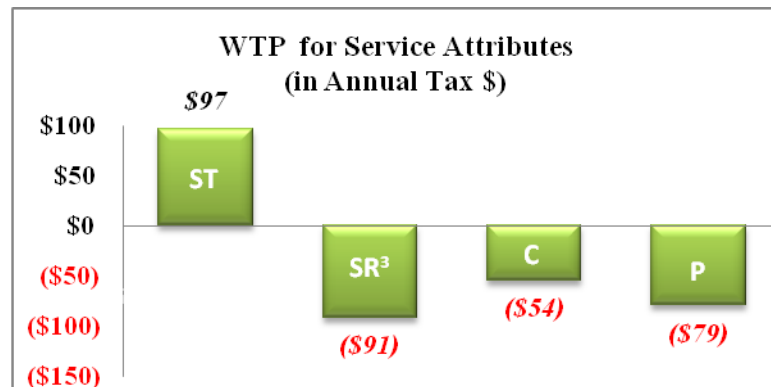 WTP for Service Attributes
(in Annual Tax $)
$97
$100
$50
$0
($50)
($100)
($150)
ST
SR³
C
P
($91)
($54)
($79)